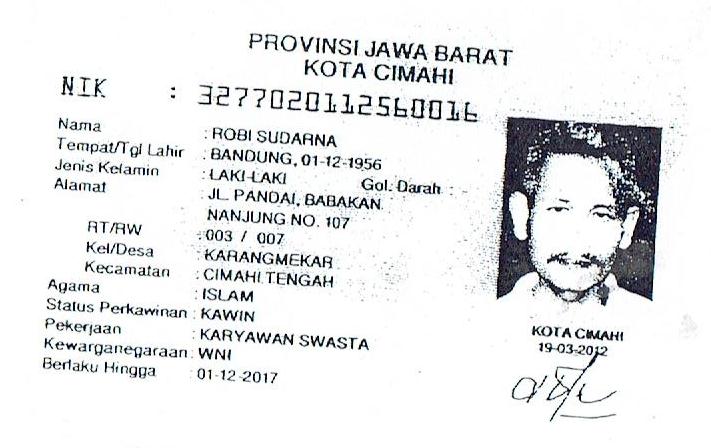 PROVINSI JAWA BARAT
KOTA CIMAHI
NIK : 3277020112560016
Nama : ROBI SUDARNA
Tempat/Tgl Lahir : BANDUNG, 01-12-1956
Jenis Kelamin : LAKI-LAKI Gol. Darah : -
Alamat : JL. PANDAI, BABAKAN
NANJUNG NO. 107
RT/RW : 003 / 007
Kel/Desa : KARANGMEKAR
Kecamatan : CIMAHI TENGAH
Agama : ISLAM
Status Perkawinan : KAWIN
Pekerjaan : KARYAWAN SWASTA
Kewarganegaraan : WNI
Berlaku Hingga : 01-12-2017
KOTA CIMAHI
19-03-2012